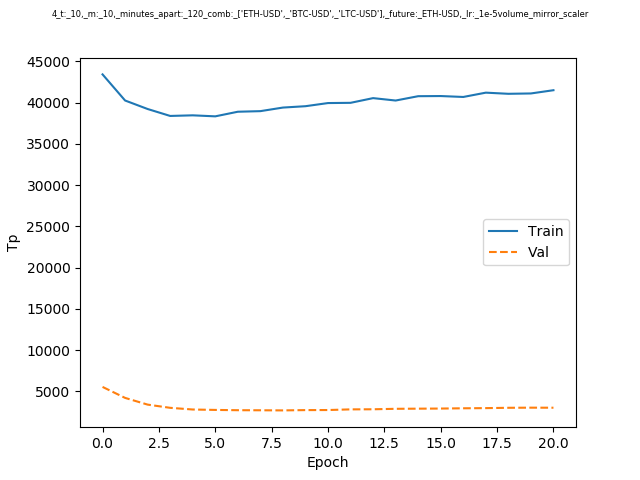 4_t:_10,_m:_10,_minutes_apart:_120_comb:_['ETH-USD',_'BTC-USD',_'LTC-USD'],_future:_ETH-USD,_lr:_1e-5volume_mirror_scaler
45000
40000
35000
30000
25000
20000
15000
10000
5000
Tp
Train
Val
0.0 2.5 5.0 7.5 10.0 12.5 15.0 17.5 20.0
Epoch